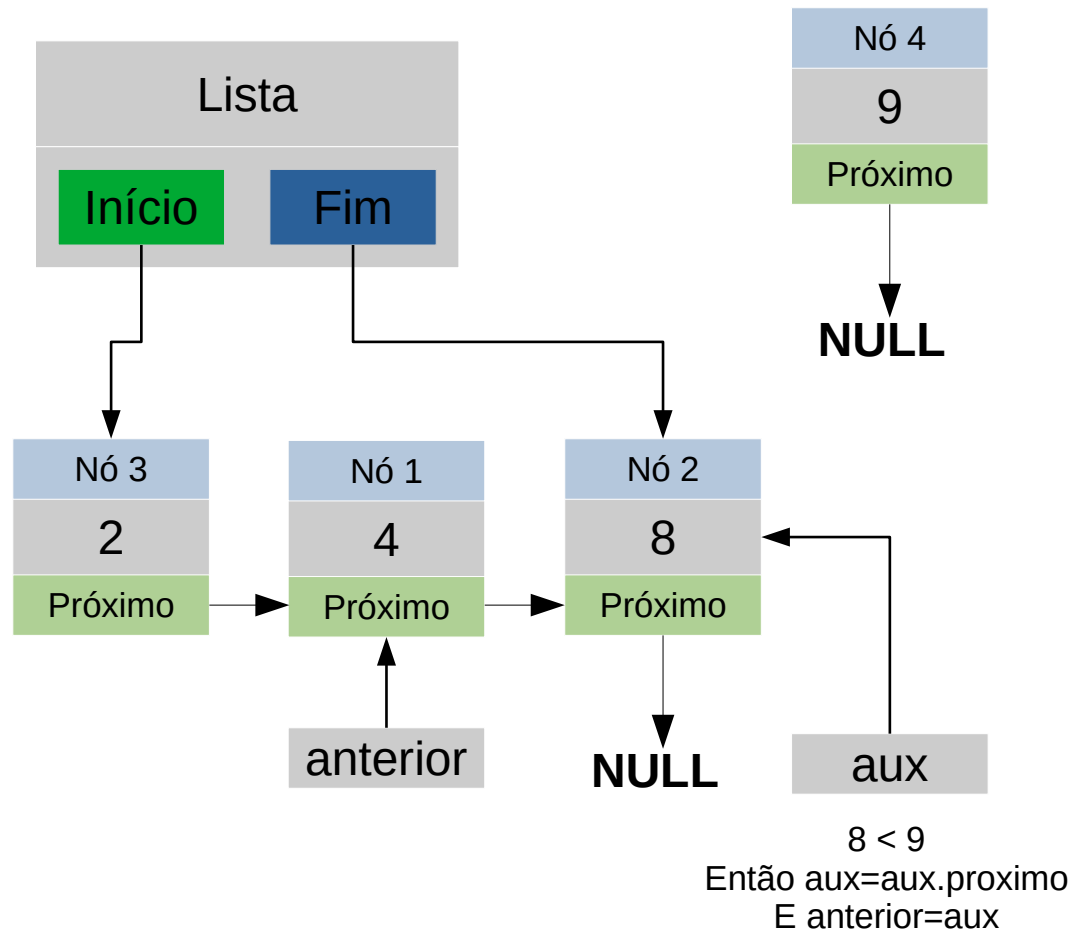 Lista
Início
Fim
Nó 4
9
Próximo
NULL
Nó 3
2
Próximo
Nó 1
4
Próximo
Nó 2
8
Próximo
anterior
NULL
aux
8 < 9
Então aux=aux.proximo
E anterior=aux